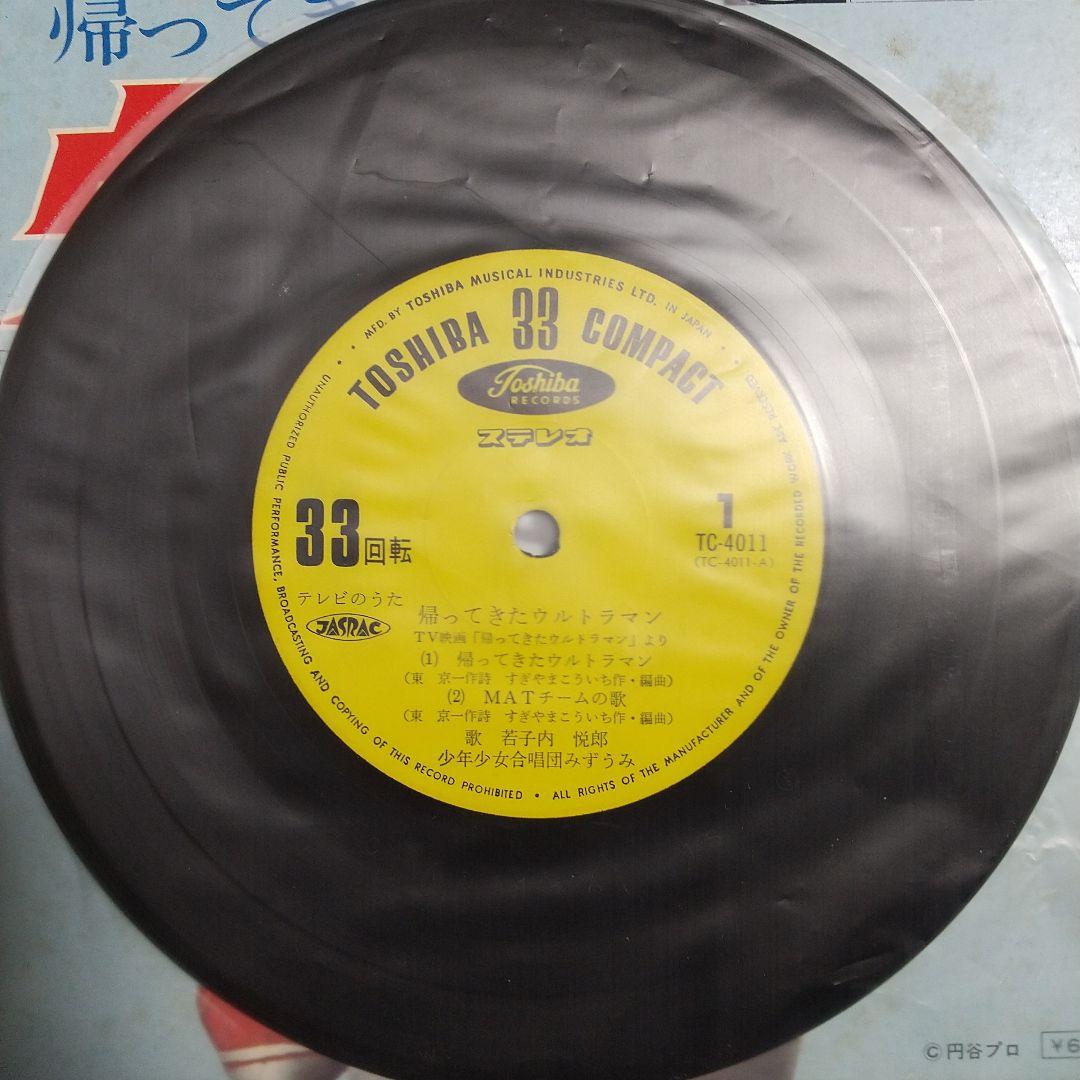 帰って
MFD. BY TOSHIBA MUSICAL INDUSTRIES LTD. IN JAPAN
TOSHIBA 33 COMPACT
Toshiba
RECORDS
ステレオ
33回転
1
TC-4011
(TC-4011-A)
テレビのうた
JASRAC
帰ってきたウルトラマン
TV映画「帰ってきたウルトラマン」より
(1) 帰ってきたウルトラマン
(東 京一作詩 すぎやまこういち作・編曲)
(2) MATチームの歌
(東 京一作詩 すぎやまこういち作・編曲)
歌 若子内 悦郎
少年少女合唱団みずうみ
UNAUTHORIZED PUBLIC PERFORMANCE, BROADCASTING AND COPYING OF THIS RECORD PROHIBITED • ALL RIGHTS OF THE MANUFACTURER AND OF THE OWNER OF THE RECORDED WORK ARE RESERVED
©円谷プロ
¥6